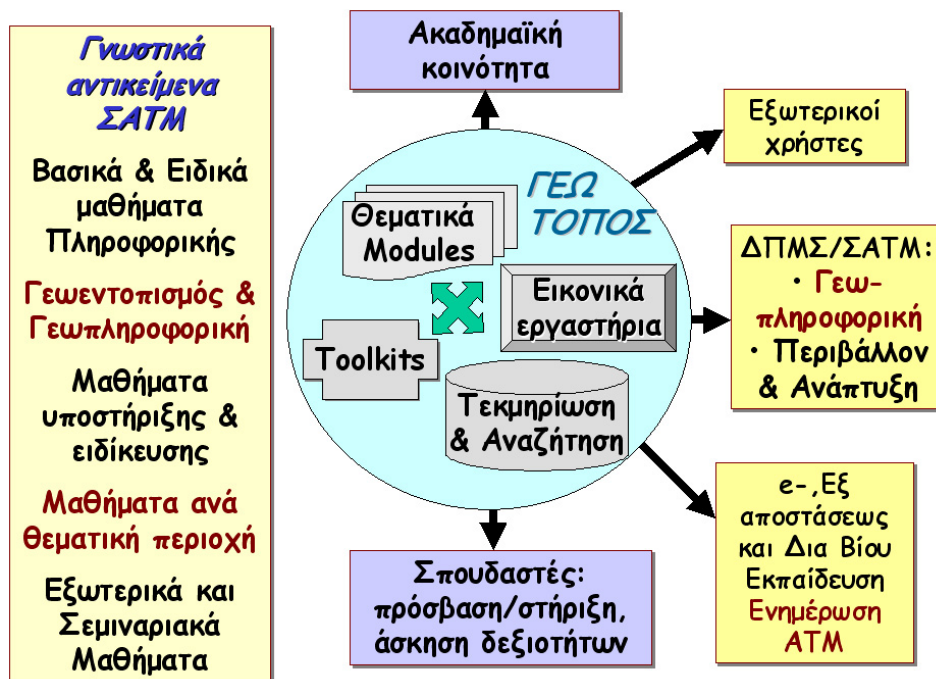 Γνωστικά
αντικείμενα
ΣΑΤΜ
Βασικά & Ειδικά
μαθήματα
Πληροφορικής
Γεωεντοπισμός &
Γεωπληροφορική
Μαθήματα
υποστήριξης &
ειδίκευσης
Μαθήματα ανά
θεματική περιοχή
Εξωτερικά και
Σεμιναριακά
Μαθήματα
Ακαδημαϊκή
κοινότητα
ΓΕΩ
ΤΟΠΟΣ
Θεματικά
Modules
Εικονικά
εργαστήρια
Toolkits
Τεκμηρίωση
& Αναζήτηση
Εξωτερικοί
χρήστες
ΔΠΜΣ/ΣΑΤΜ:
• Γεω-
πληροφορική
• Περιβάλλον
& Ανάπτυξη
e-,Εξ
αποστάσεως
και Δια Βίου
Εκπαίδευση
Ενημέρωση
ΑΤΜ
Σπουδαστές:
πρόσβαση/στήριξη,
άσκηση δεξιοτήτων